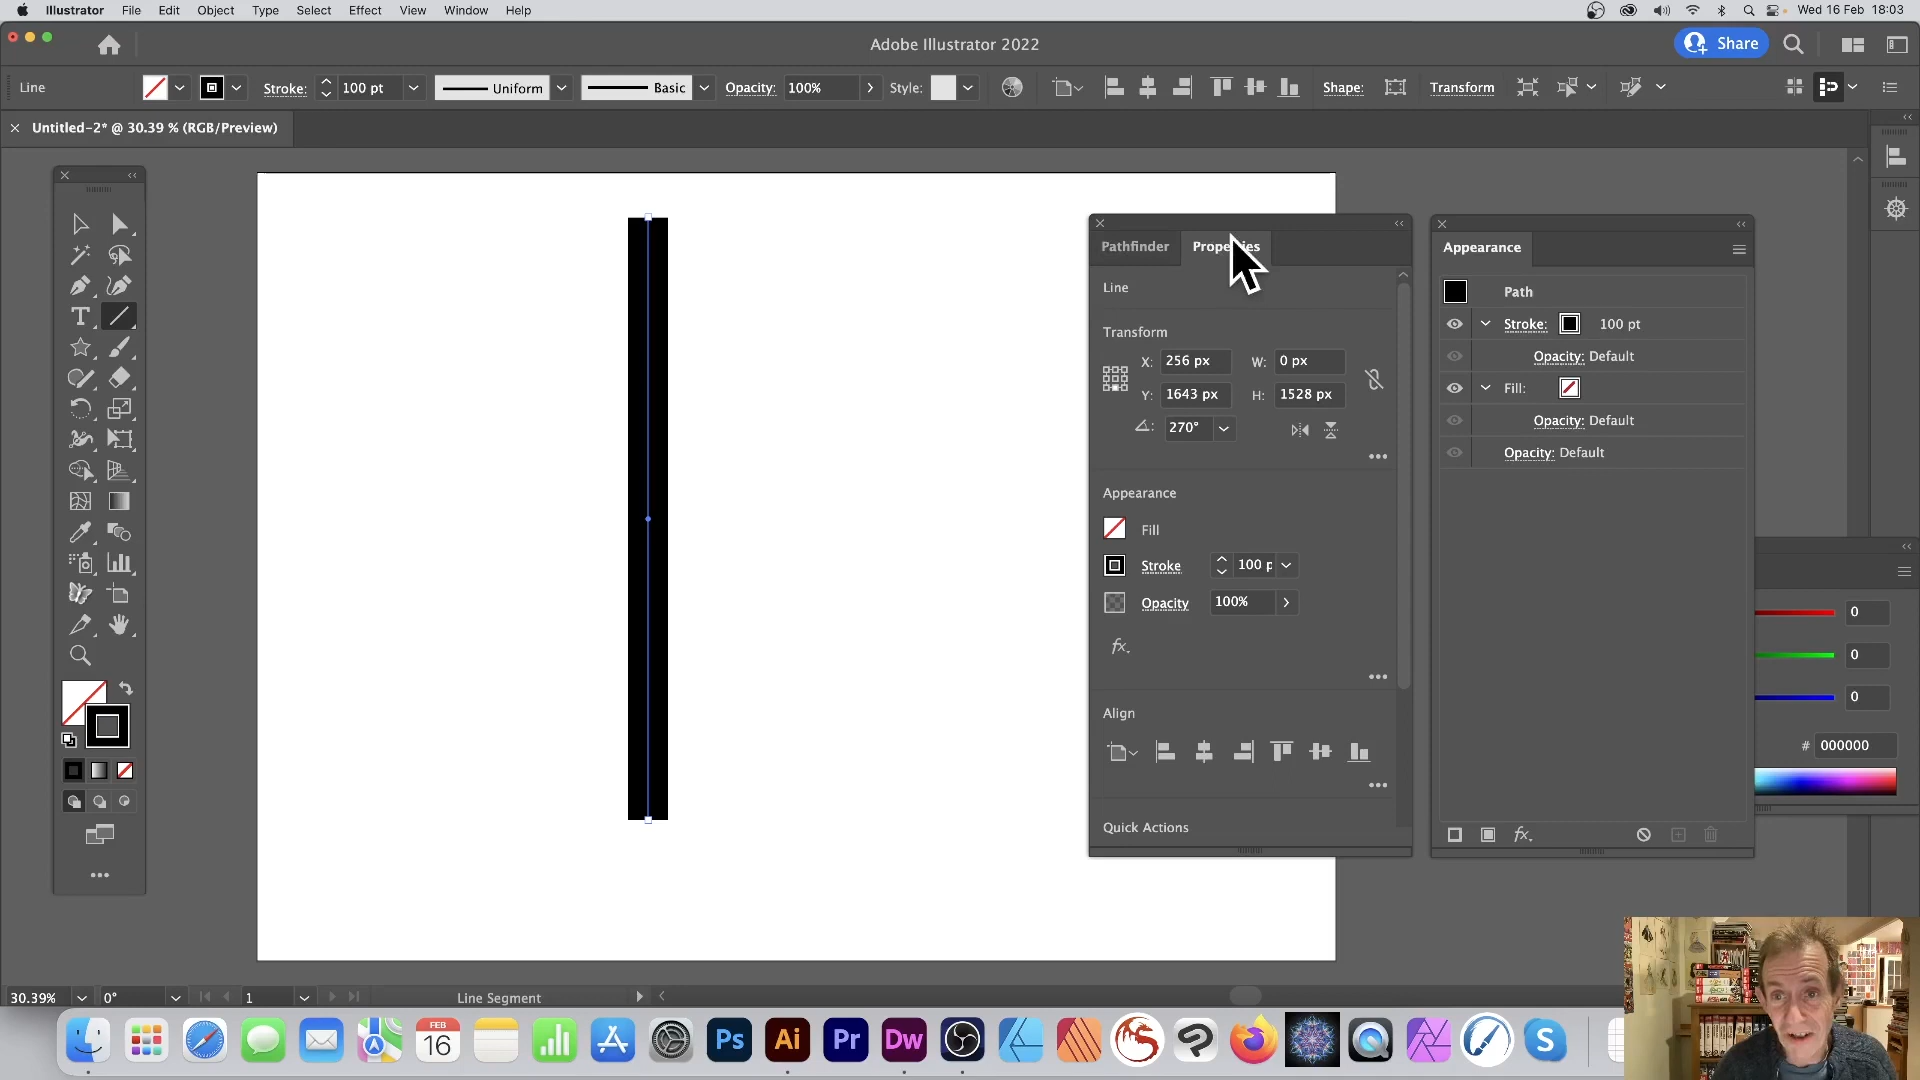 Illustrator File Edit Object Type Select Effect View Window Help Wed 16 Feb 18:03
Adobe Illustrator 2022 Share
Line Stroke: 100 pt Uniform Basic Opacity: 100% Style: Shape: Transform
Untitled-2* @ 30.39 % (RGB/Preview)
Pathfinder Properties
Line
Transform
X: 256 px W: 0 px
Y: 1643 px H: 1528 px
270°
Appearance
Fill
Stroke 100 p
Opacity 100%
fx
Align
Quick Actions
Appearance
Path
Stroke: 100 pt
Opacity: Default
Fill:
Opacity: Default
Opacity: Default
fx
0
0
0
# 000000
T
30.39% 0° 1 Line Segment
FEB
16
Ps Ai Pr Dw
S